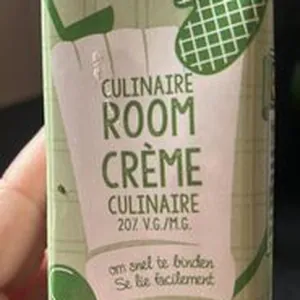 CULINAIRE
ROOM
CRÈME
CULINAIRE
20% V.G./M.G.
om snel te binden
Se lie facilement